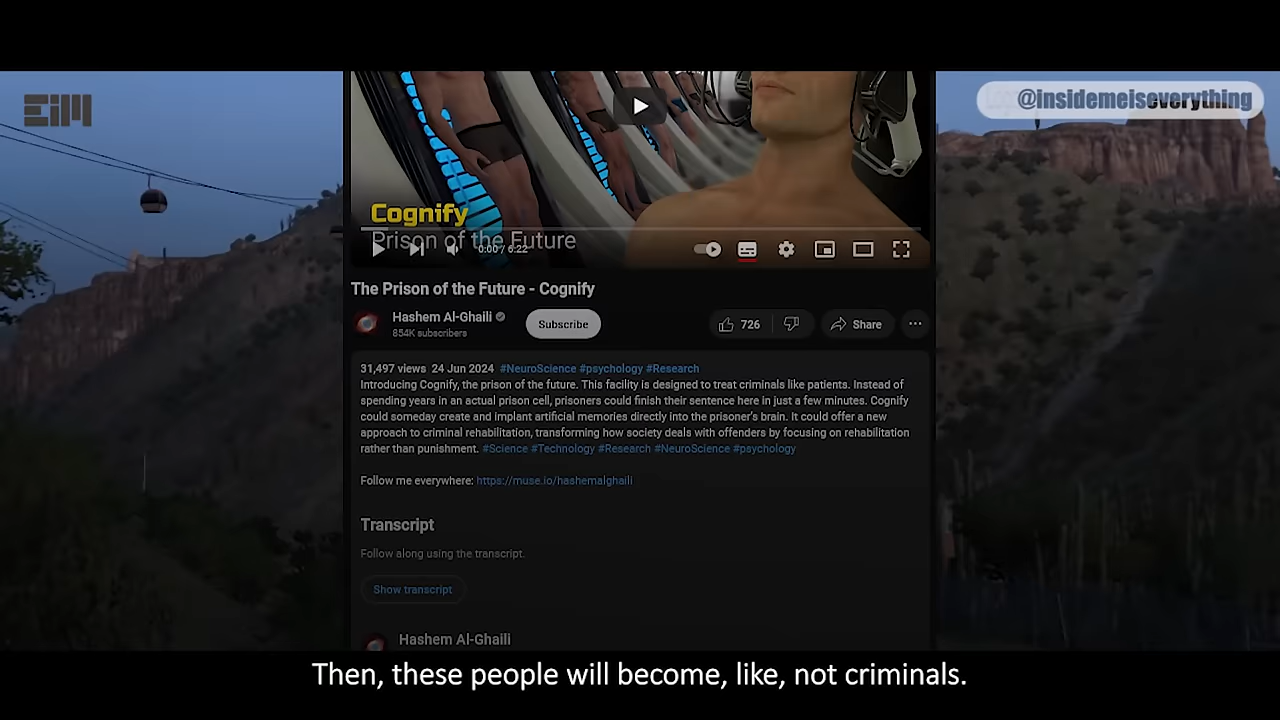 EiM
@insidemeiseverything
Cognify
Prison of the Future
0:00 / 6:22
The Prison of the Future - Cognify
Hashem Al-Ghaili
854K subscribers
Subscribe
726
Share
31,497 views 24 Jun 2024 #NeuroScience #psychology #Research
Introducing Cognify, the prison of the future. This facility is designed to treat criminals like patients. Instead of
spending years in an actual prison cell, prisoners could finish their sentence here in just a few minutes. Cognify
could someday create and implant artificial memories directly into the prisoner's brain. It could offer a new
approach to criminal rehabilitation, transforming how society deals with offenders by focusing on rehabilitation
rather than punishment. #Science #Technology #Research #NeuroScience #psychology
Follow me everywhere: https://muse.io/hashemalghaili
Transcript
Follow along using the transcript.
Show transcript
Hashem Al-Ghaili
Then, these people will become, like, not criminals.